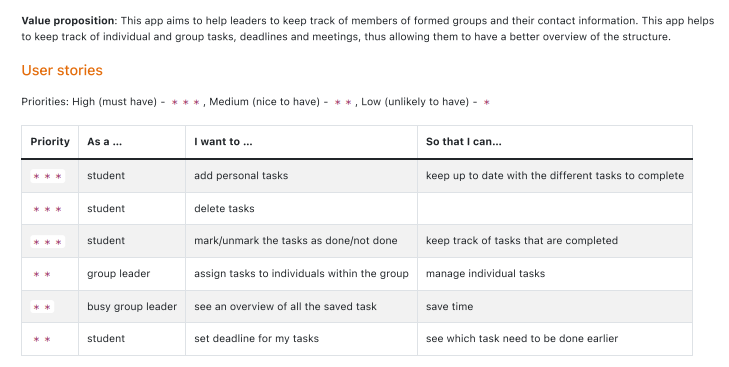 Value proposition: This app aims to help leaders to keep track of members of formed groups and their contact information. This app helps
to keep track of individual and group tasks, deadlines and meetings, thus allowing them to have a better overview of the structure.
User stories
Priorities: High (must have) - * * *, Medium (nice to have) - * *, Low (unlikely to have) - *
Priority As a ... I want to ... So that I can...
* * * student add personal tasks keep up to date with the different tasks to complete
* * * student delete tasks
* * * student mark/unmark the tasks as done/not done keep track of tasks that are completed
* * group leader assign tasks to individuals within the group manage individual tasks
* * busy group leader see an overview of all the saved task save time
* * student set deadline for my tasks see which task need to be done earlier